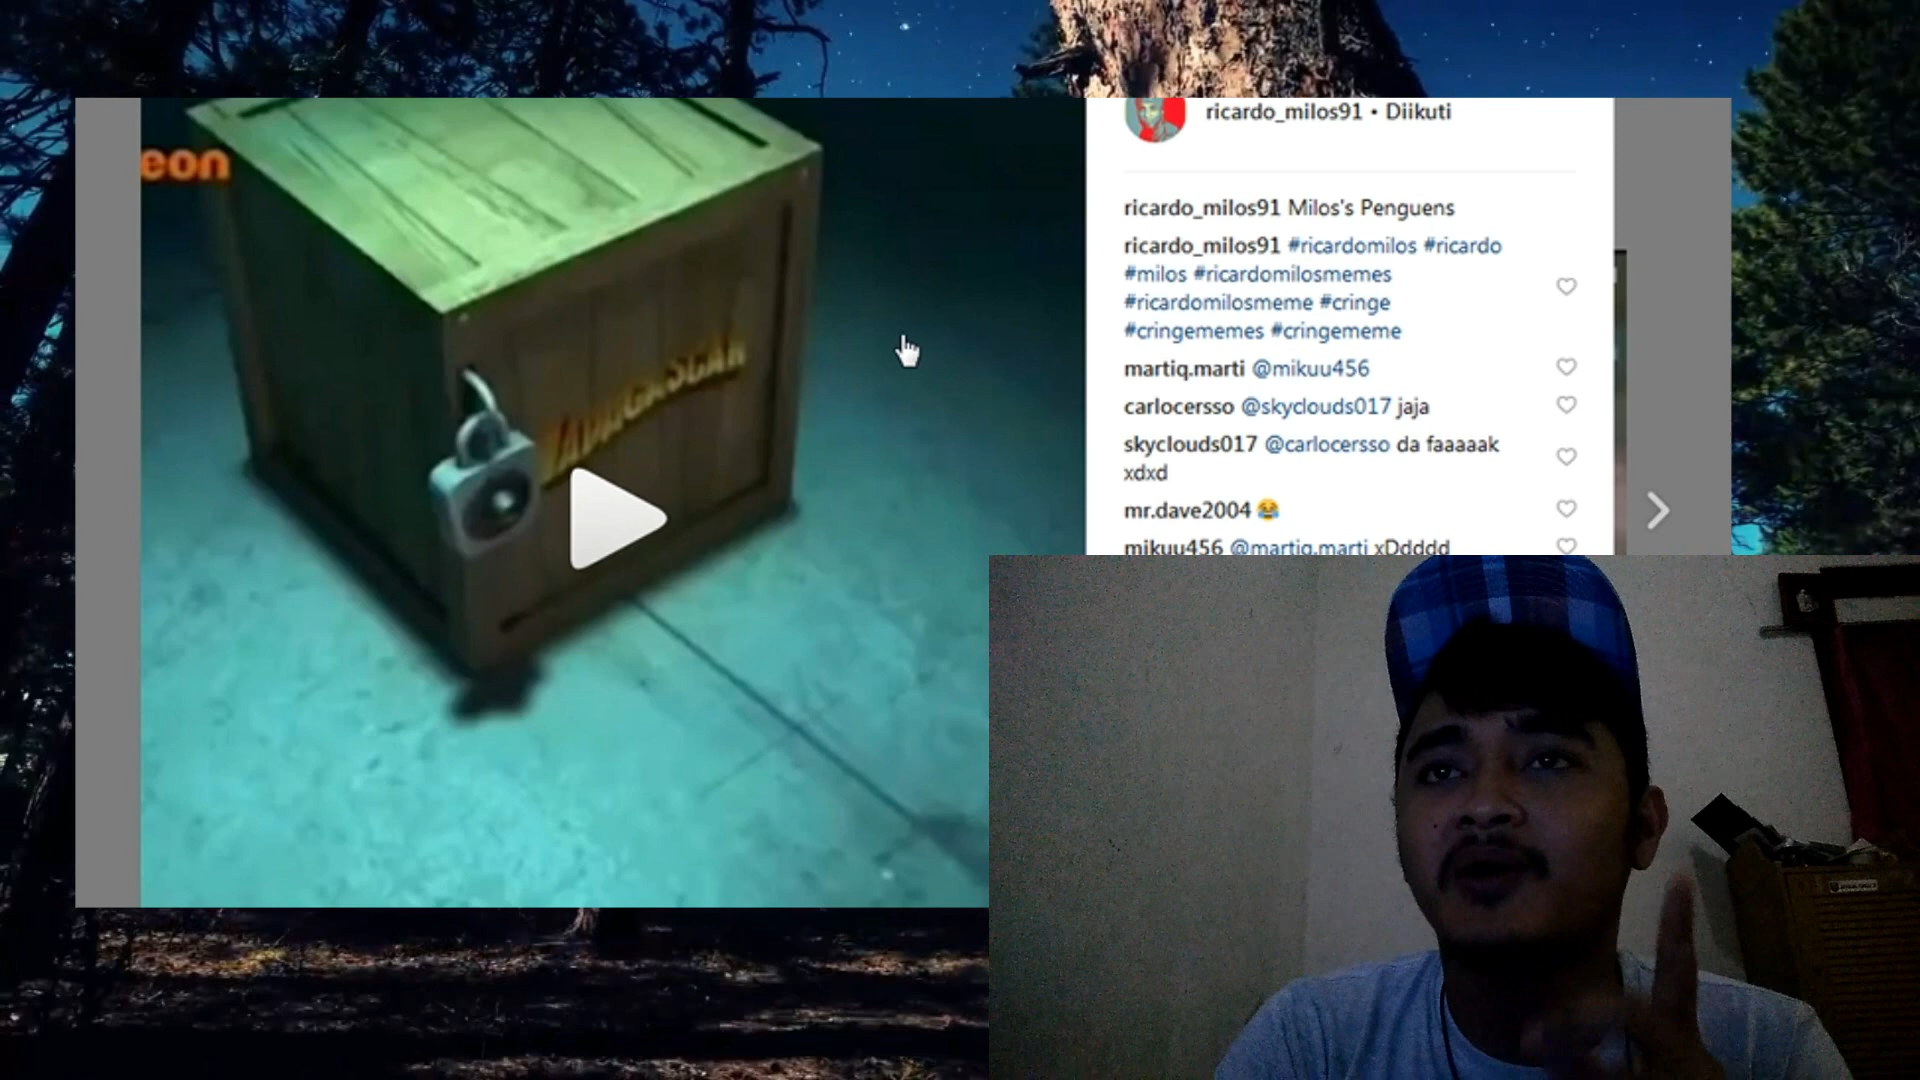 eon
MADAGASCAR
ricardo_milos91 • Diikuti
ricardo_milos91 Milos's Penguens
ricardo_milos91 #ricardomilos #ricardo
#milos #ricardomilosmemes
#ricardomilosmeme #cringe
#cringememes #cringememe
martiq.marti @mikuu456
carlocersso @skyclouds017 jaja
skyclouds017 @carlocersso da faaaaak
xdxd
mr.dave2004 😂
mikuu456 @martiq.marti xDdddd